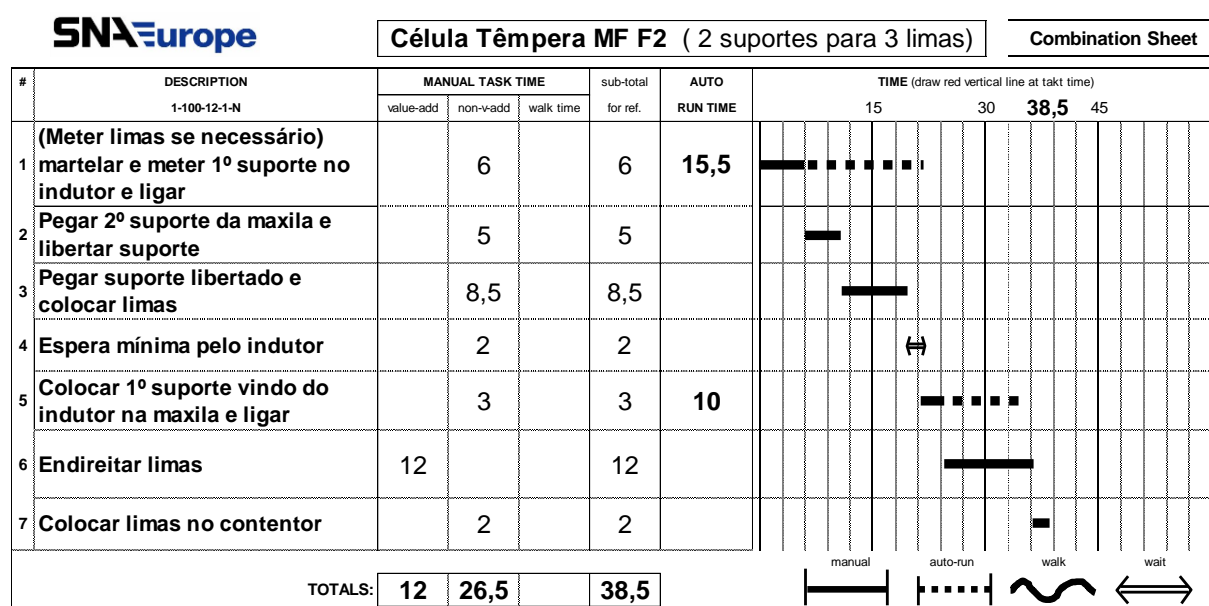 SNA Europe
Célula Têmpera MF F2 ( 2 suportes para 3 limas)
Combination Sheet
# DESCRIPTION MANUAL TASK TIME sub-total AUTO TIME (draw red vertical line at takt time)
1-100-12-1-N value-add non-v-add walk time for ref. RUN TIME 15 30 38,5 45
(Meter limas se necessário)
1 martelar e meter 1º suporte no 6 6 15,5
indutor e ligar
2 Pegar 2º suporte da maxila e 5 5
libertar suporte
3 Pegar suporte libertado e 8,5 8,5
colocar limas
4 Espera mínima pelo indutor 2 2
5 Colocar 1º suporte vindo do 3 3 10
indutor na maxila e ligar
6 Endireitar limas 12 12
7 Colocar limas no contentor 2 2
manual auto-run walk wait
TOTALS: 12 26,5 38,5